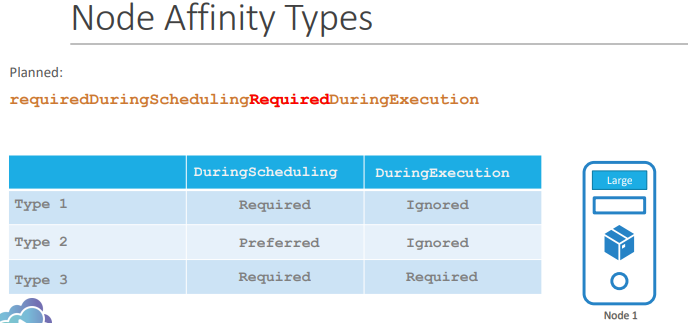 Node Affinity Types
Planned:
requiredDuringSchedulingRequiredDuringExecution
DuringScheduling DuringExecution
Type 1 Required Ignored
Type 2 Preferred Ignored
Type 3 Required Required
Large
Node 1